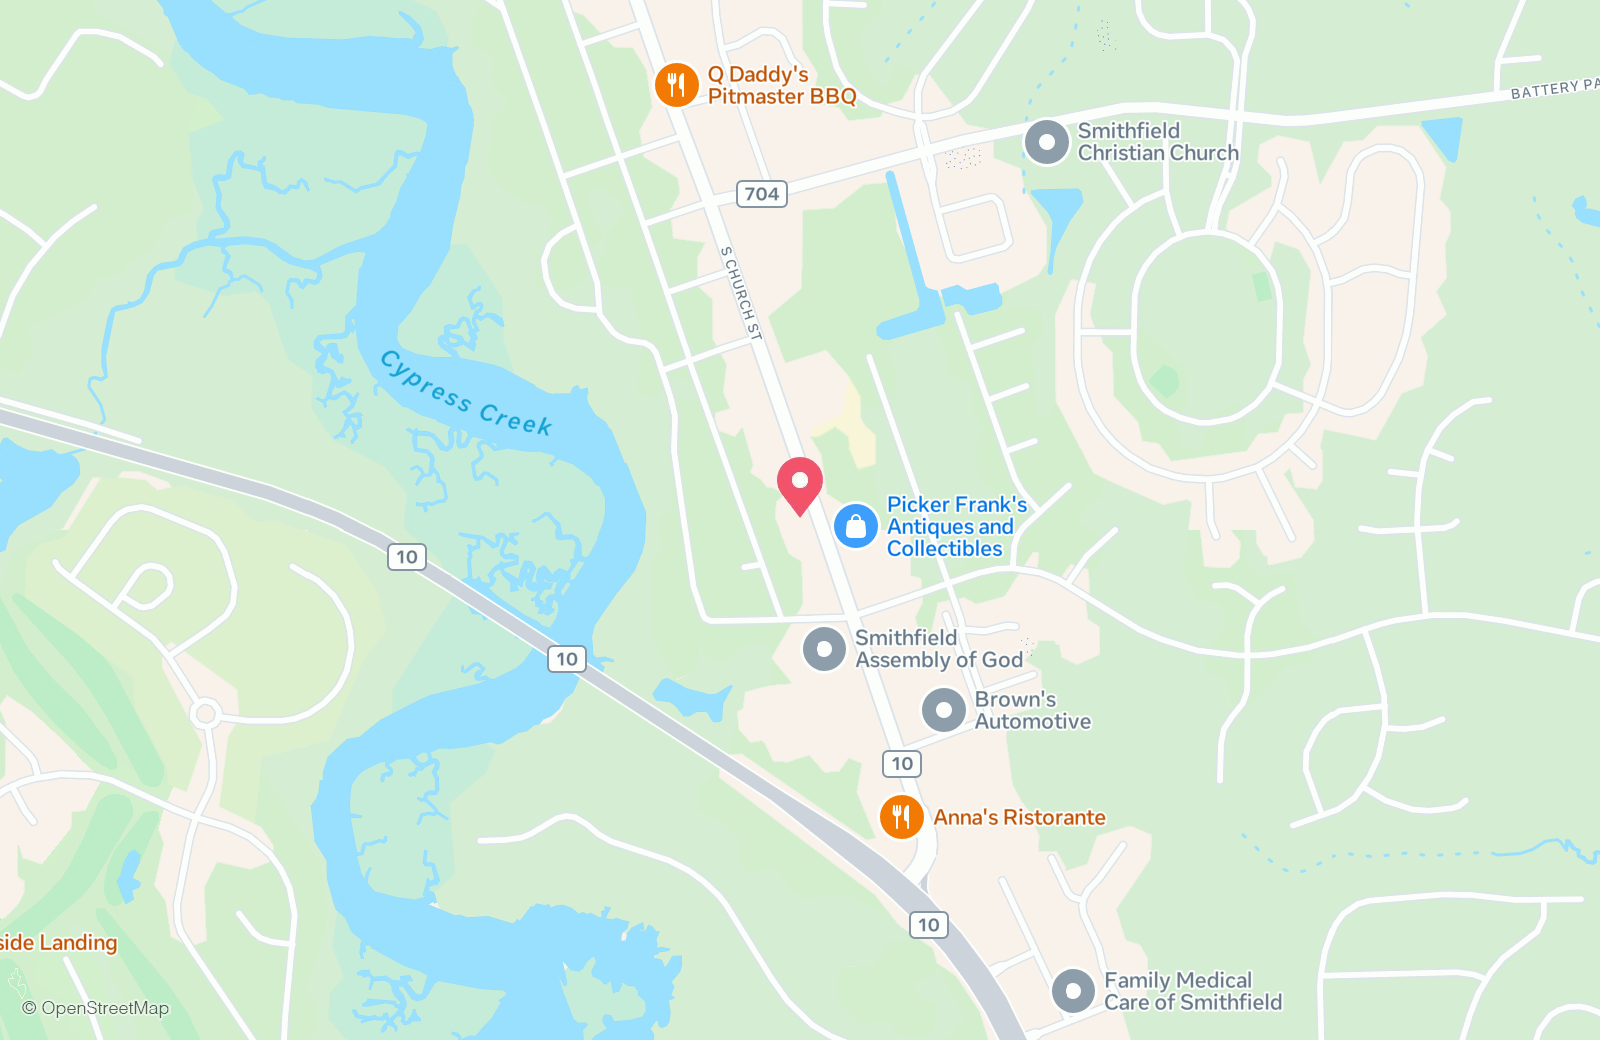 Q Daddy's
Pitmaster BBQ
BATTERY PA
Smithfield
Christian Church
704
S CHURCH ST
Cypress Creek
Picker Frank's
Antiques and
Collectibles
10
10
Smithfield
Assembly of God
Brown's
Automotive
10
Anna's Ristorante
10
side Landing
Family Medical
Care of Smithfield
© OpenStreetMap